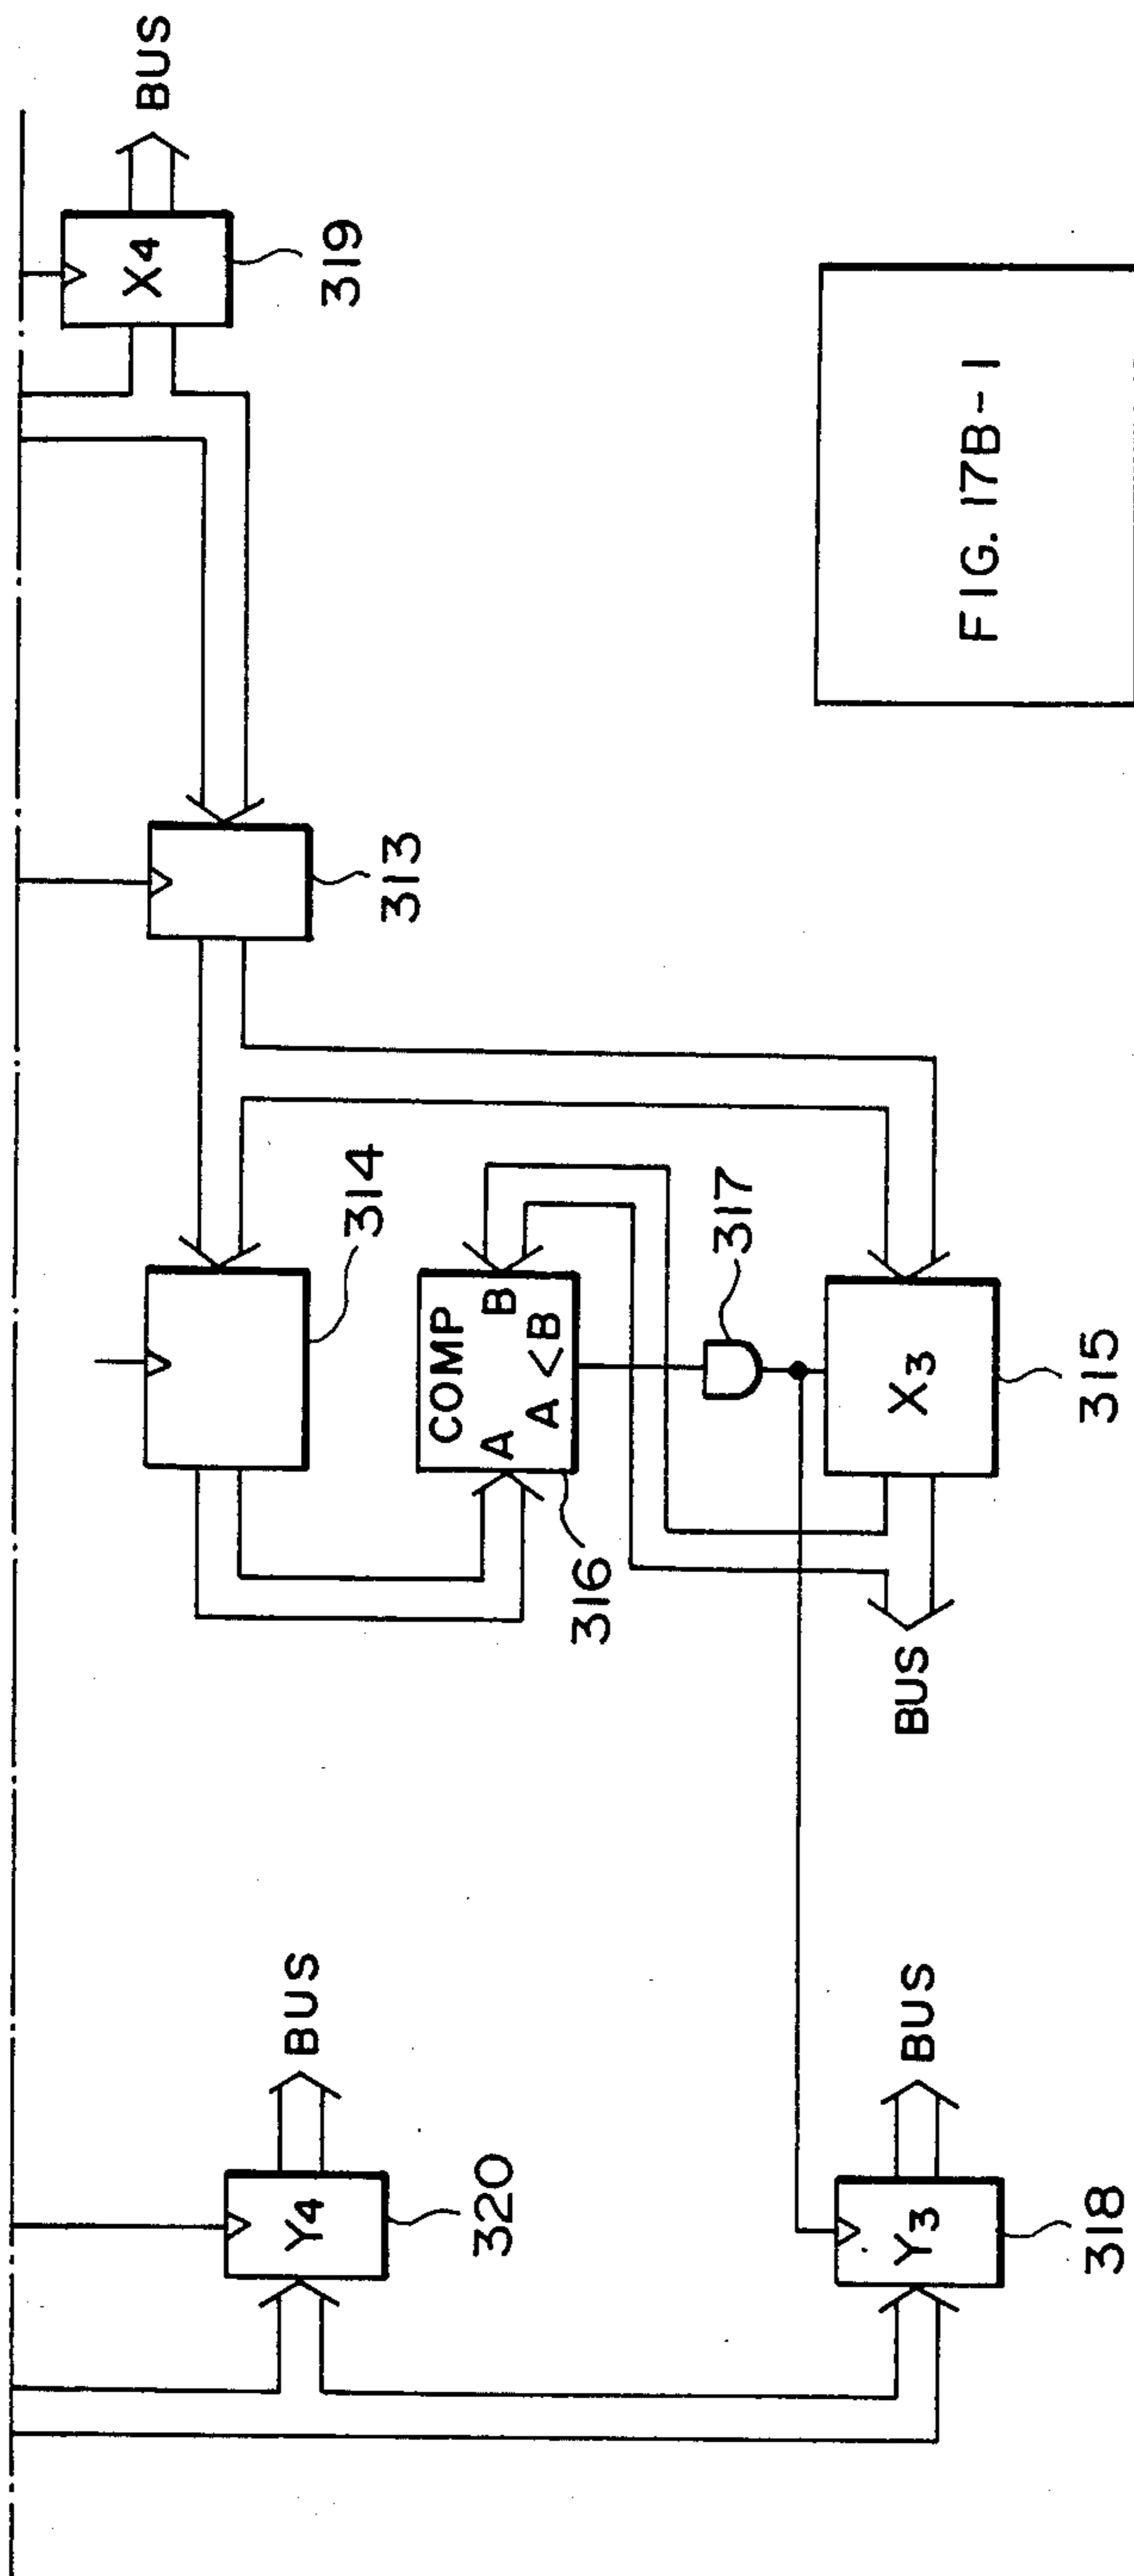 BUS
X4
319
313
314
COMP
A
B
A<B
316
317
X3
315
BUS
BUS
Y4
320
BUS
Y3
318
FIG. 17B-1